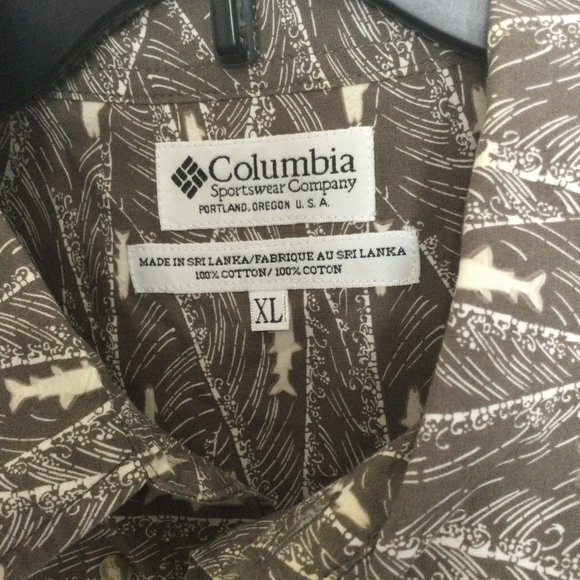 Columbia
Sportswear Company
PORTLAND, OREGON U. S. A.
MADE IN SRI LANKA/FABRIQUE AU SRI LANKA
100% COTTON/ 100% COTON
XL